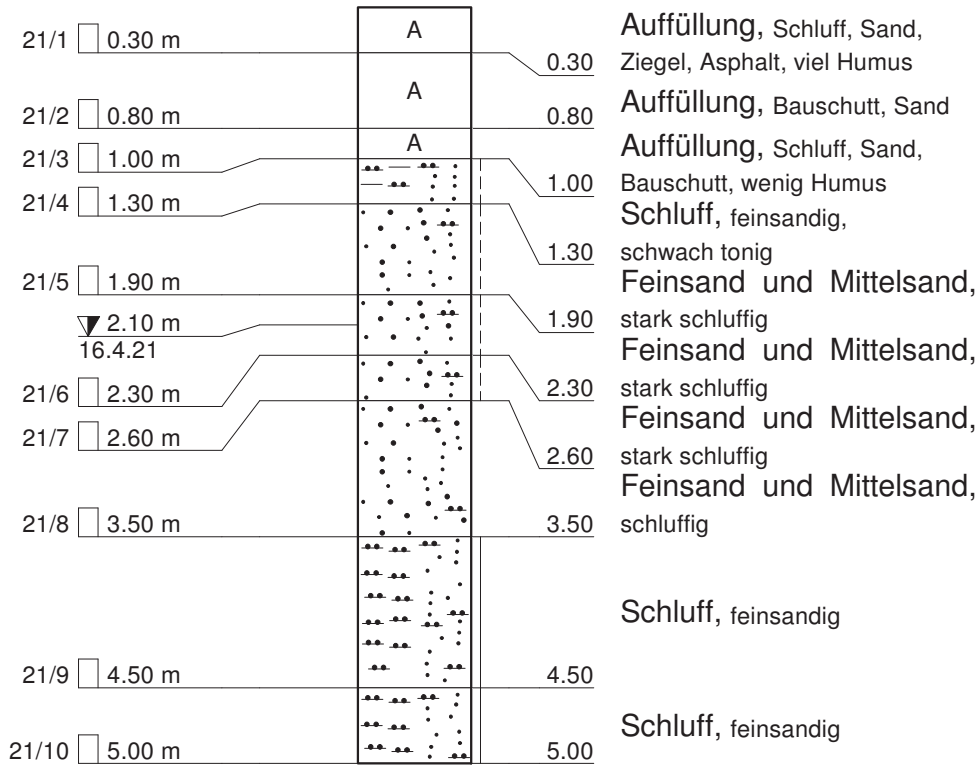 21/1 0.30 m A 0.30 Auffüllung, Schluff, Sand,
Ziegel, Asphalt, viel Humus
21/2 0.80 m A 0.80 Auffüllung, Bauschutt, Sand
21/3 1.00 m A 1.00 Auffüllung, Schluff, Sand,
Bauschutt, wenig Humus
21/4 1.30 m 1.30 Schluff, feinsandig,
schwach tonig
21/5 1.90 m 1.90 Feinsand und Mittelsand,
stark schluffig
2.10 m
16.4.21
21/6 2.30 m 2.30 Feinsand und Mittelsand,
stark schluffig
21/7 2.60 m 2.60 Feinsand und Mittelsand,
stark schluffig
21/8 3.50 m 3.50 Feinsand und Mittelsand,
schluffig
21/9 4.50 m 4.50 Schluff, feinsandig
21/10 5.00 m 5.00 Schluff, feinsandig